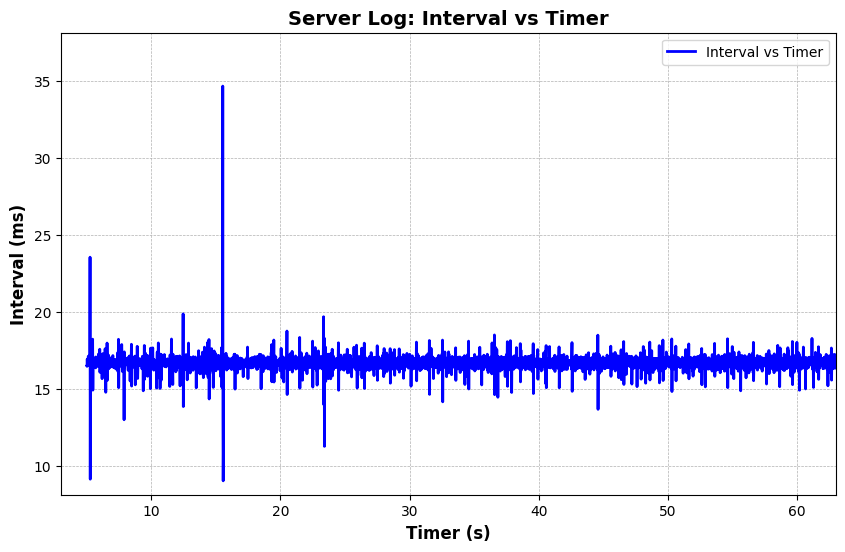 Server Log: Interval vs Timer
Interval vs Timer
Interval (ms)
35
30
25
20
15
10
10 20 30 40 50 60
Timer (s)